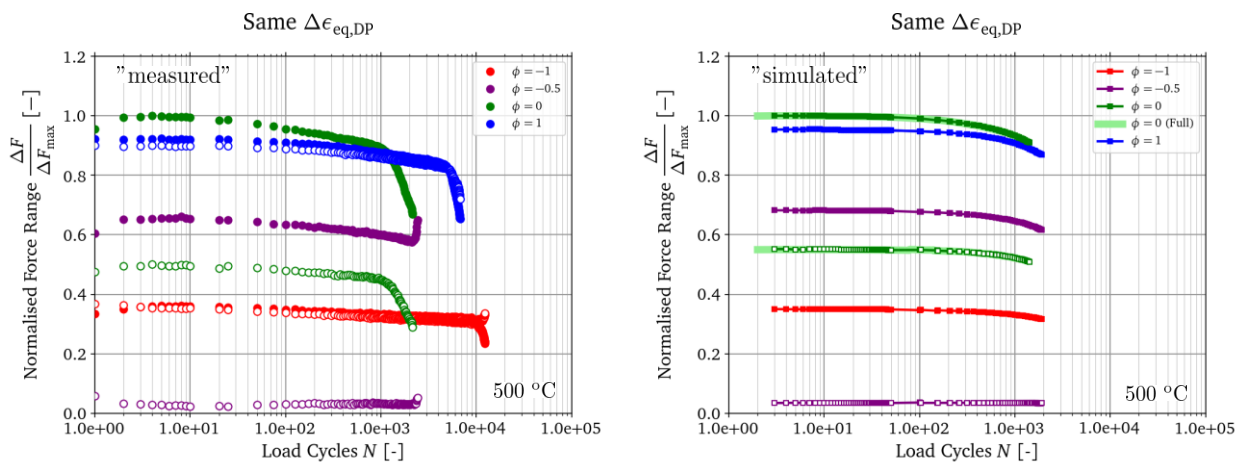 Same Δϵeq,DP
"measured"
ϕ = −1
ϕ = −0.5
ϕ = 0
ϕ = 1
500 ºC
1.2
1.0
0.8
0.6
0.4
0.2
0.0
1.0e+00 1.0e+01 1.0e+02 1.0e+03 1.0e+04 1.0e+05
Normalised Force Range ΔF/ΔFmax [–]
Load Cycles N [-]
Same Δϵeq,DP
"simulated"
ϕ = −1
ϕ = −0.5
ϕ = 0
ϕ = 0 (Full)
ϕ = 1
500 ºC
1.2
1.0
0.8
0.6
0.4
0.2
0.0
1.0e+00 1.0e+01 1.0e+02 1.0e+03 1.0e+04 1.0e+05
Normalised Force Range ΔF/ΔFmax [–]
Load Cycles N [-]